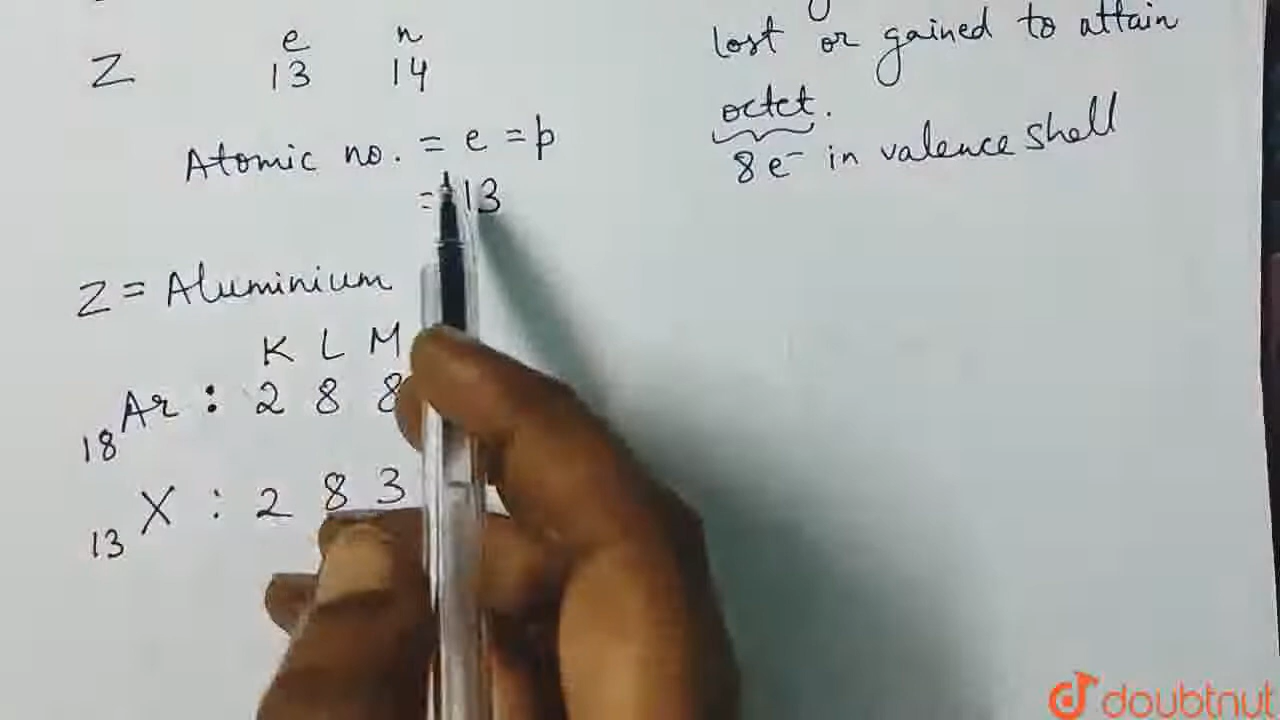 e n
Z 13 14
Atomic no. = e = p
= 13
Z = Aluminium
K L M
18Ar : 2 8 8
13X : 2 8 3
lost or gained to attain
octet.
8e⁻ in valence shell
doubtnut